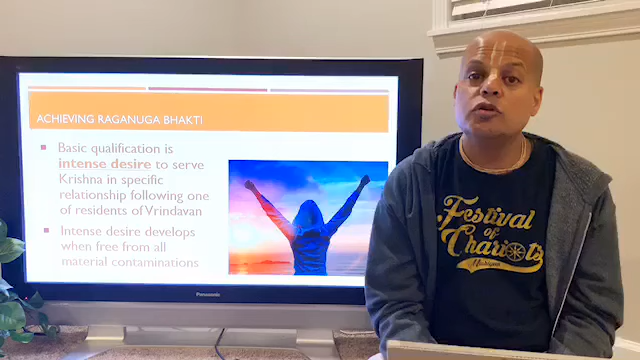 ACHIEVING RAGANUGA BHAKTI
Basic qualification is
intense desire to serve
Krishna in specific
relationship following one
of residents of Vrindavan
Intense desire develops
when free from all
material contaminations
Panasonic
Festival
of
Chariots
Michigan